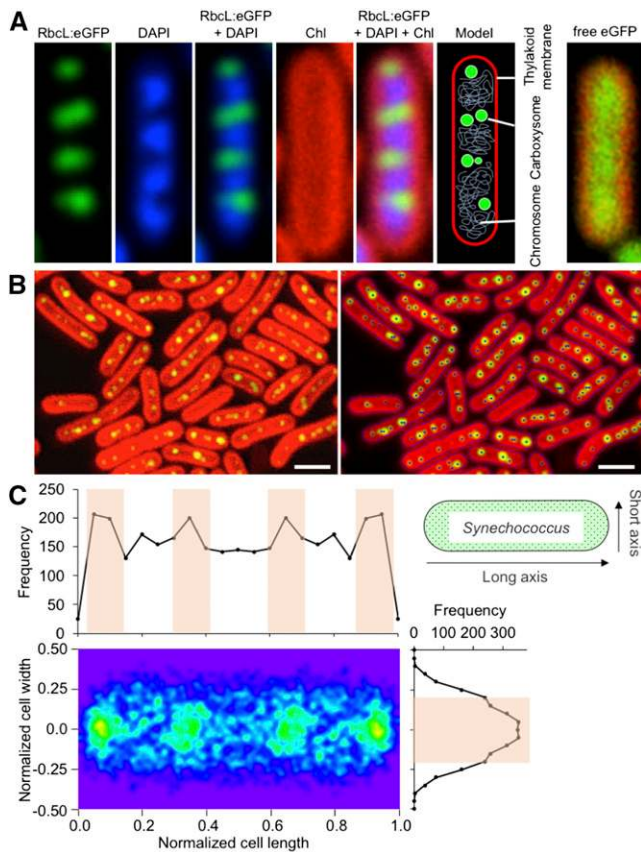 A
RbcL:eGFP
DAPI
RbcL:eGFP
+ DAPI
Chl
RbcL:eGFP
+ DAPI + Chl
Model
Thylakoid
membrane
Carboxysome
Chromosome
free eGFP
B
C
250
200
150
100
50
0
Frequency
Synechococcus
Short axis
Long axis
Frequency
0 100 200 300
0.50
0.25
0.0
-0.25
-0.50
Normalized cell width
0 0.2 0.4 0.6 0.8 1.0
Normalized cell length